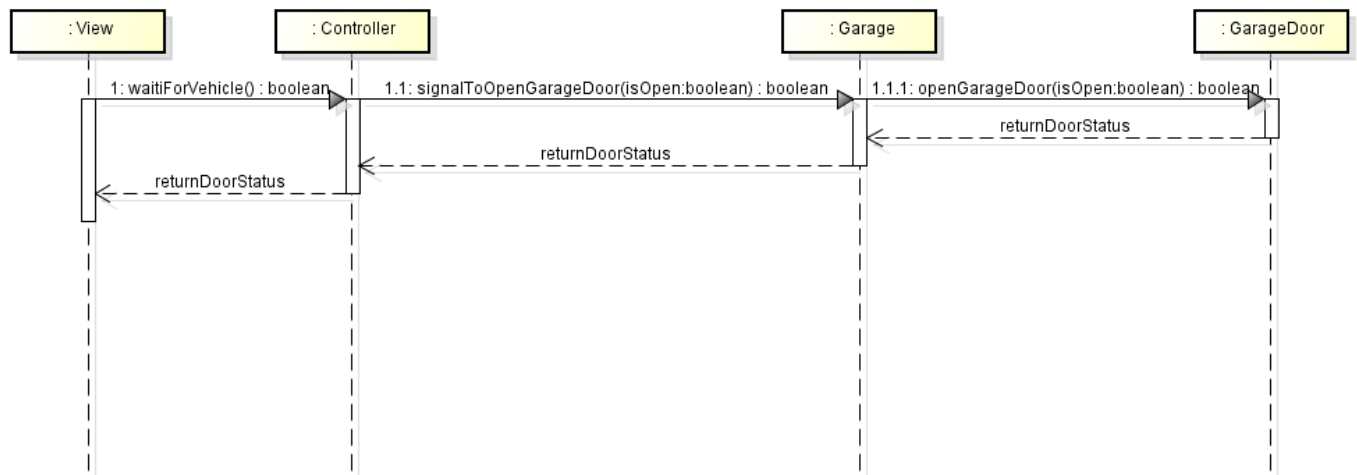 : View
: Controller
: Garage
: GarageDoor
1: waitiForVehicle() : boolean
1.1: signalToOpenGarageDoor(isOpen:boolean) : boolean
1.1.1: openGarageDoor(isOpen:boolean) : boolean
returnDoorStatus
returnDoorStatus
returnDoorStatus